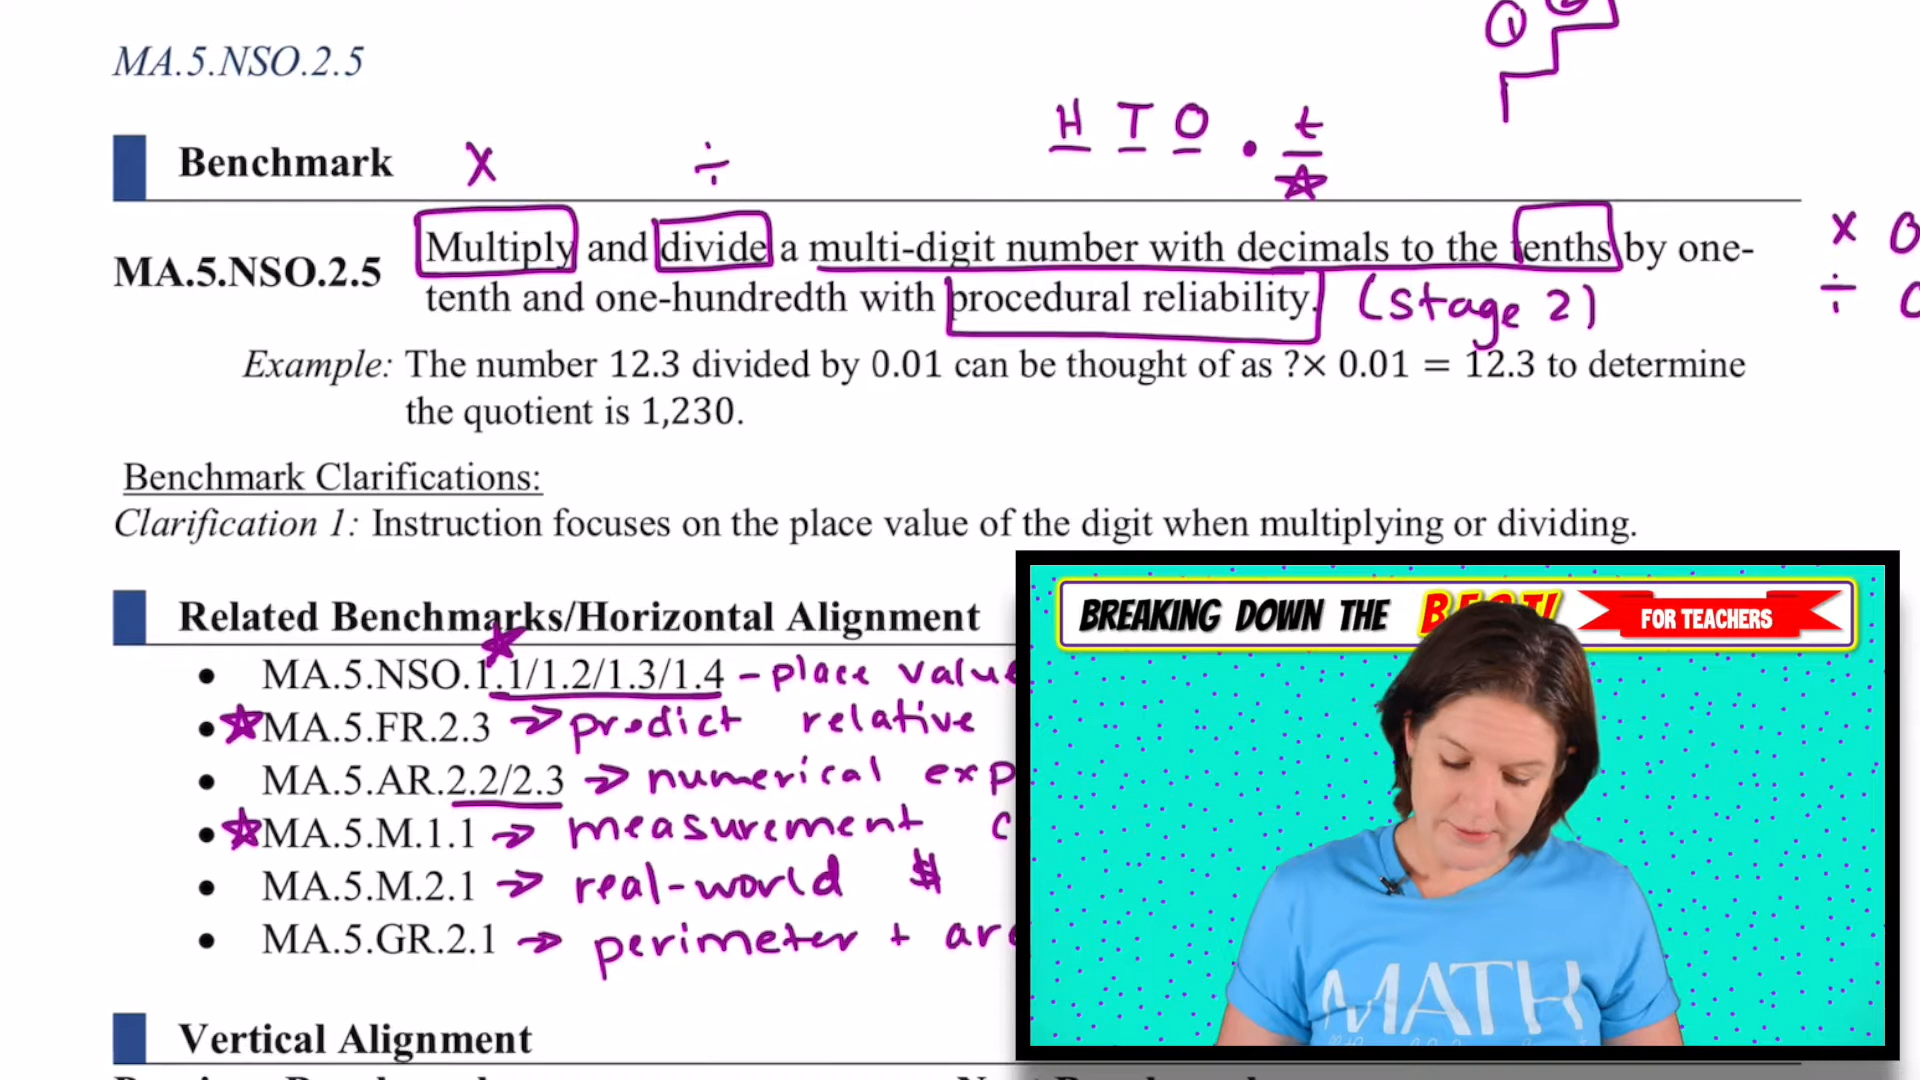 MA.5.NSO.2.5
①
H T O . t
Benchmark X ÷
Multiply and divide a multi-digit number with decimals to the tenths by one-
X 0
MA.5.NSO.2.5
tenth and one-hundredth with procedural reliability. (Stage 2)
÷ 0
Example: The number 12.3 divided by 0.01 can be thought of as ?× 0.01 = 12.3 to determine
the quotient is 1,230.
Benchmark Clarifications:
Clarification 1: Instruction focuses on the place value of the digit when multiplying or dividing.
Related Benchmarks/Horizontal Alignment
• MA.5.NSO.1.1/1.2/1.3/1.4 - place value
• MA.5.FR.2.3 → predict relative
• MA.5.AR.2.2/2.3 → numerical exp
• MA.5.M.1.1 → measurement c
• MA.5.M.2.1 → real-world $
• MA.5.GR.2.1 → perimeter + are
BREAKING DOWN THE B.E.S.T.! FOR TEACHERS
MATH
Vertical Alignment